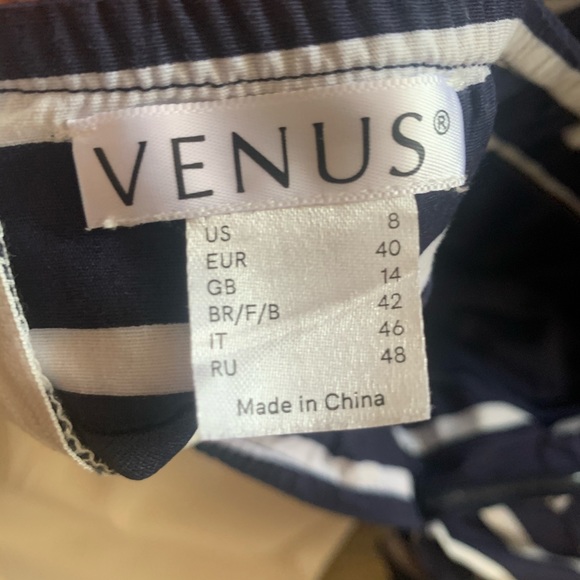 VENUS®
US 8
EUR 40
GB 14
BR/F/B 42
IT 46
RU 48
Made in China